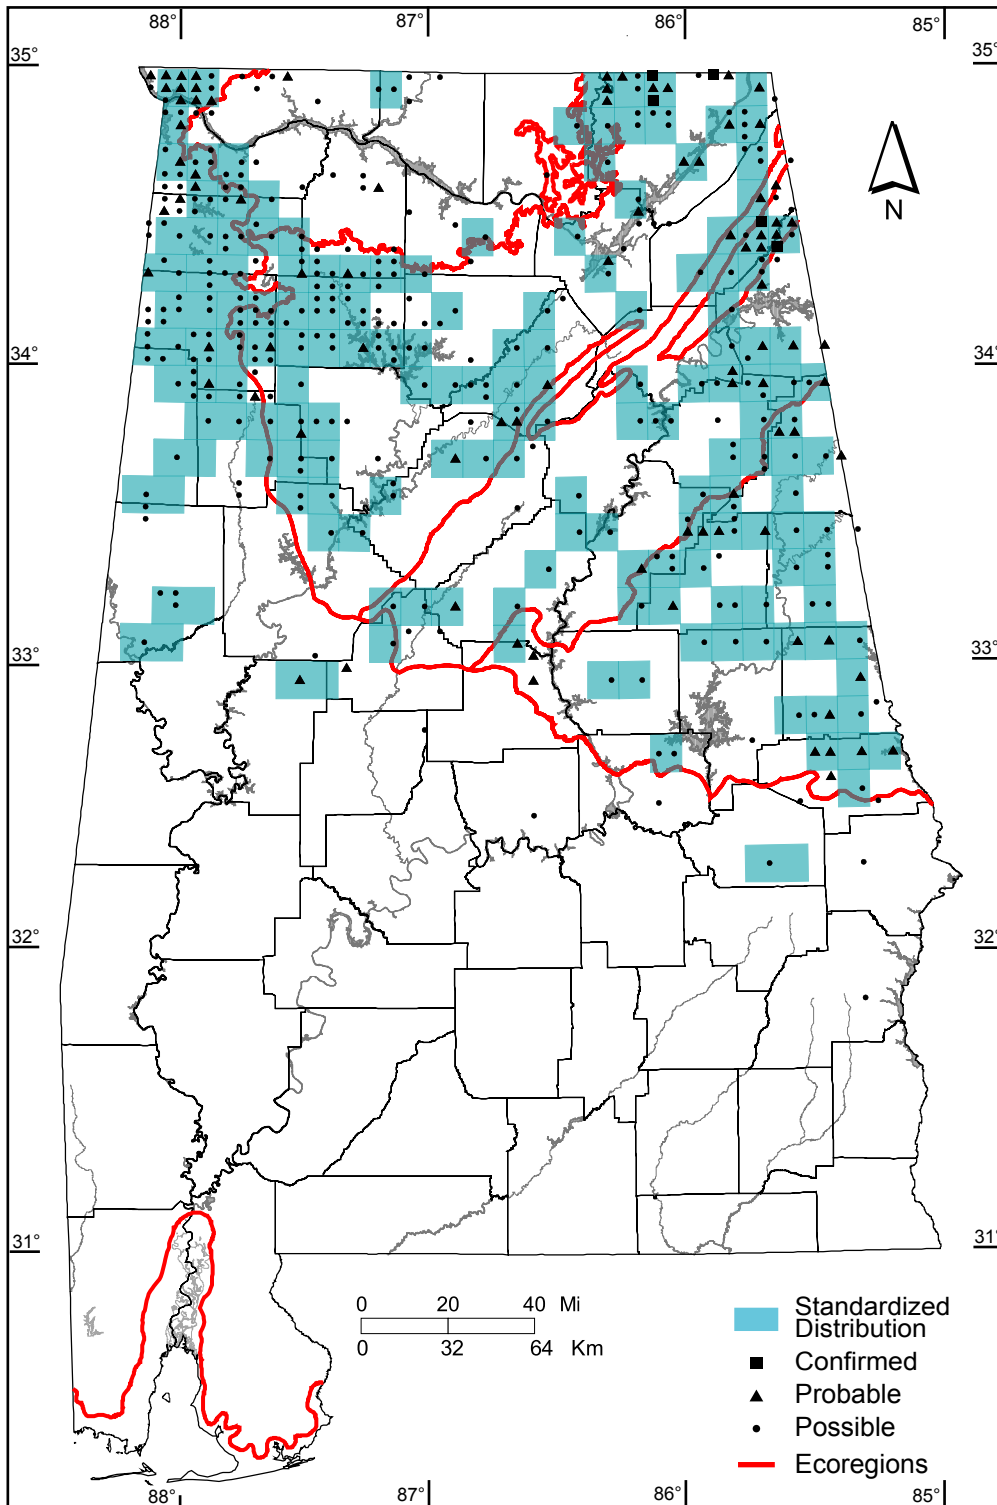 88° 87° 86° 85°
35° 35°
N
34° 34°
33° 33°
32° 32°
31° 31°
0 20 40 Mi
0 32 64 Km
Standardized
Distribution
Confirmed
Probable
Possible
Ecoregions
88° 87° 86° 85°